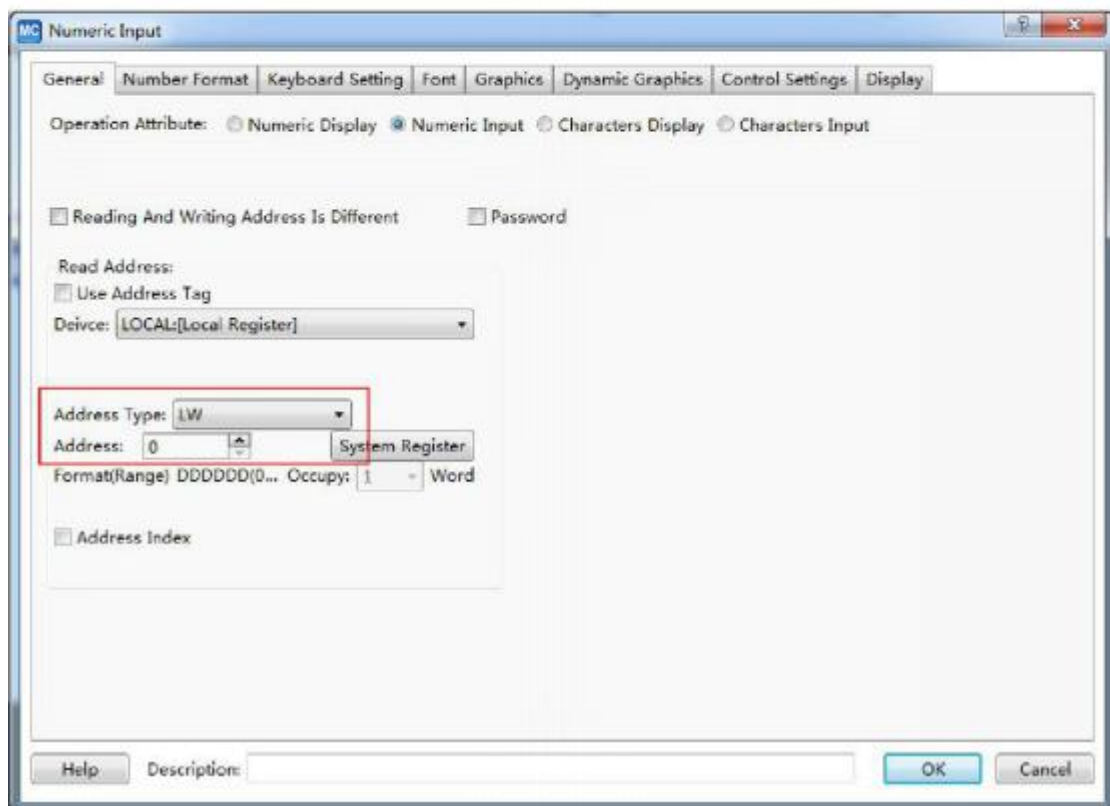 MC Numeric Input
General Number Format Keyboard Setting Font Graphics Dynamic Graphics Control Settings Display
Operation Attribute: Numeric Display Numeric Input Characters Display Characters Input
Reading And Writing Address Is Different Password
Read Address:
Use Address Tag
Deivce: LOCAL:[Local Register]
Address Type: LW
Address: 0 System Register
Format(Range) DDDDDD(0... Occupy: 1 Word
Address Index
Help Description: OK Cancel